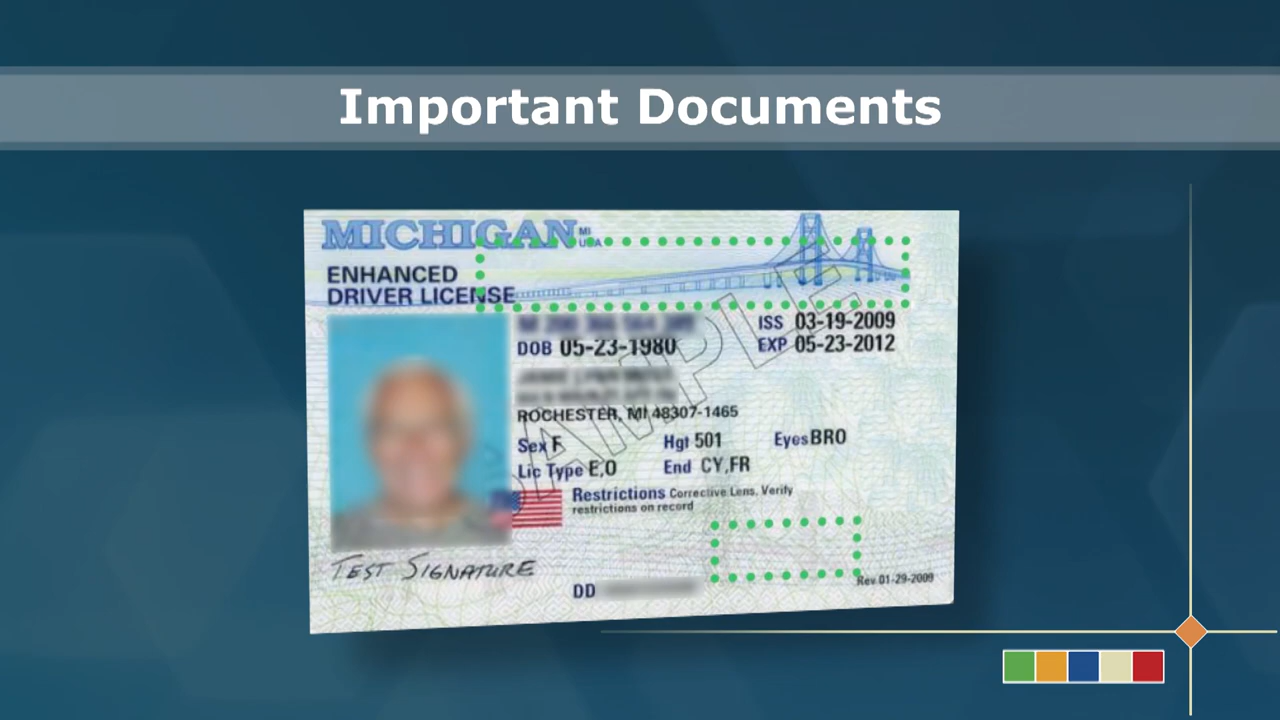 Important Documents
MICHIGAN MI
USA
ENHANCED
DRIVER LICENSE
ISS 03-19-2009
DOB 05-23-1980 EXP 05-23-2012
ROCHESTER, MI 48307-1465
Sex F Hgt 501 Eyes BRO
Lic Type E,O End CY,FR
Restrictions Corrective Lens, Verify
restrictions on record
SAMPLE
TEST SIGNATURE
DD
Rev 01-29-2009